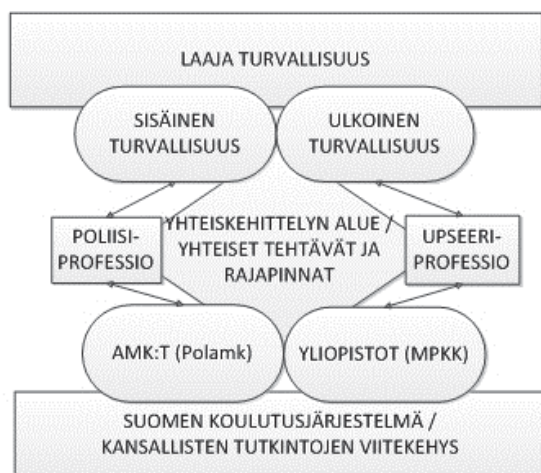 LAAJA TURVALLISUUS
SISÄINEN
TURVALLISUUS
ULKOINEN
TURVALLISUUS
YHTEISKEHITTELYN ALUE /
YHTEISET TEHTÄVÄT JA
RAJAPINNAT
POLIISI-
PROFESSIO
UPSEERI-
PROFESSIO
AMK:T (Polamk)
YLIOPISTOT (MPKK)
SUOMEN KOULUTUSJÄRJESTELMÄ /
KANSALLISTEN TUTKINTOJEN VIITEKEHYS